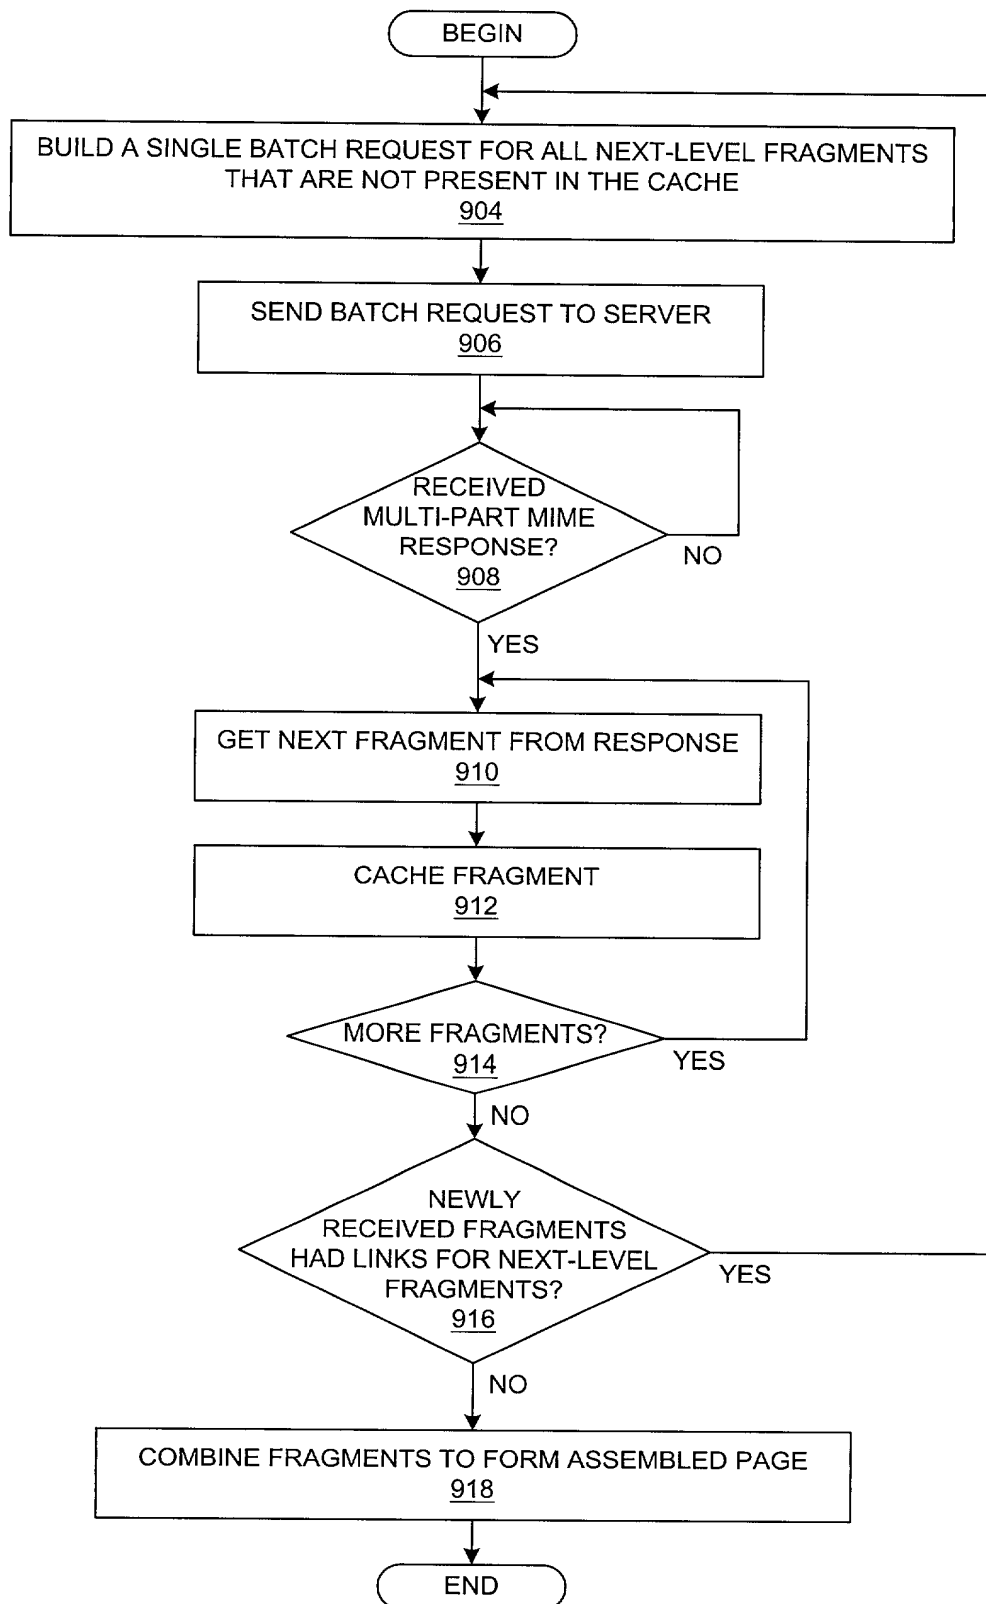 BEGIN
BUILD A SINGLE BATCH REQUEST FOR ALL NEXT-LEVEL FRAGMENTS
THAT ARE NOT PRESENT IN THE CACHE
904
SEND BATCH REQUEST TO SERVER
906
RECEIVED
MULTI-PART MIME
RESPONSE?
908
NO
YES
GET NEXT FRAGMENT FROM RESPONSE
910
CACHE FRAGMENT
912
MORE FRAGMENTS?
914
YES
NO
NEWLY
RECEIVED FRAGMENTS
HAD LINKS FOR NEXT-LEVEL
FRAGMENTS?
916
YES
NO
COMBINE FRAGMENTS TO FORM ASSEMBLED PAGE
918
END